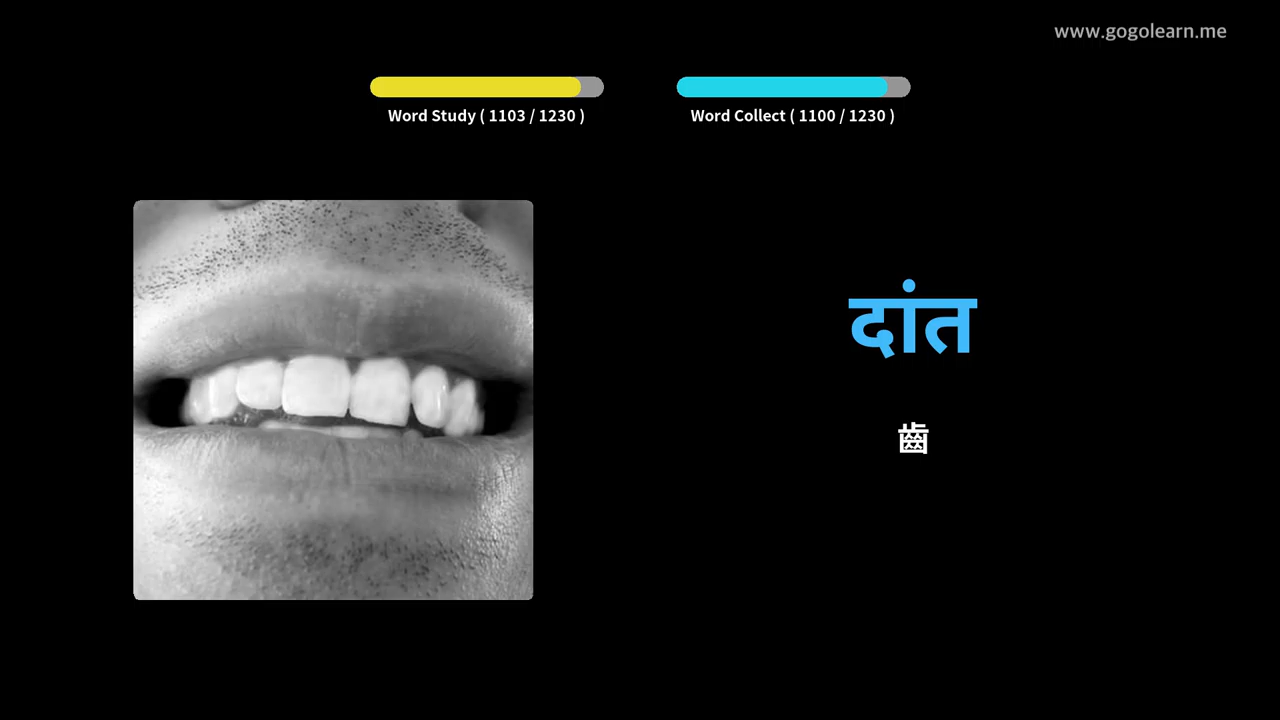 www.gogolearn.me
Word Study ( 1103 / 1230 )
Word Collect ( 1100 / 1230 )
दांत
齒